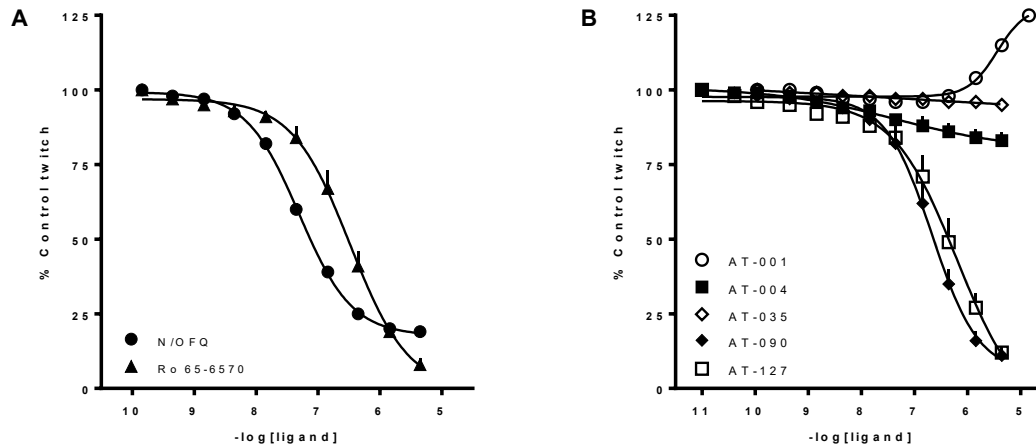 A
% Control twitch
125
100
75
50
25
0
N/OFQ
Ro 65-6570
10 9 8 7 6 5
-log[ligand]
B
% Control twitch
125
100
75
50
25
0
AT-001
AT-004
AT-035
AT-090
AT-127
11 10 9 8 7 6 5
-log[ligand]